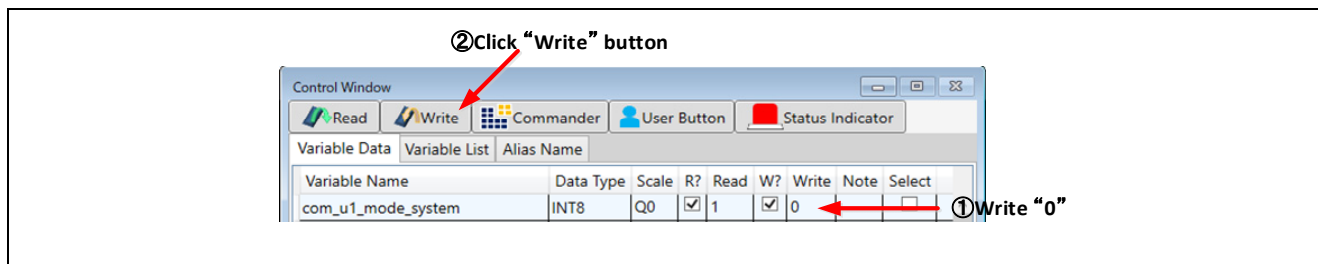 ②Click “Write” button
Control Window
Read Write Commander User Button Status Indicator
Variable Data Variable List Alias Name
Variable Name Data Type Scale R? Read W? Write Note Select
com_u1_mode_system INT8 Q0 1 0
①Write “0”